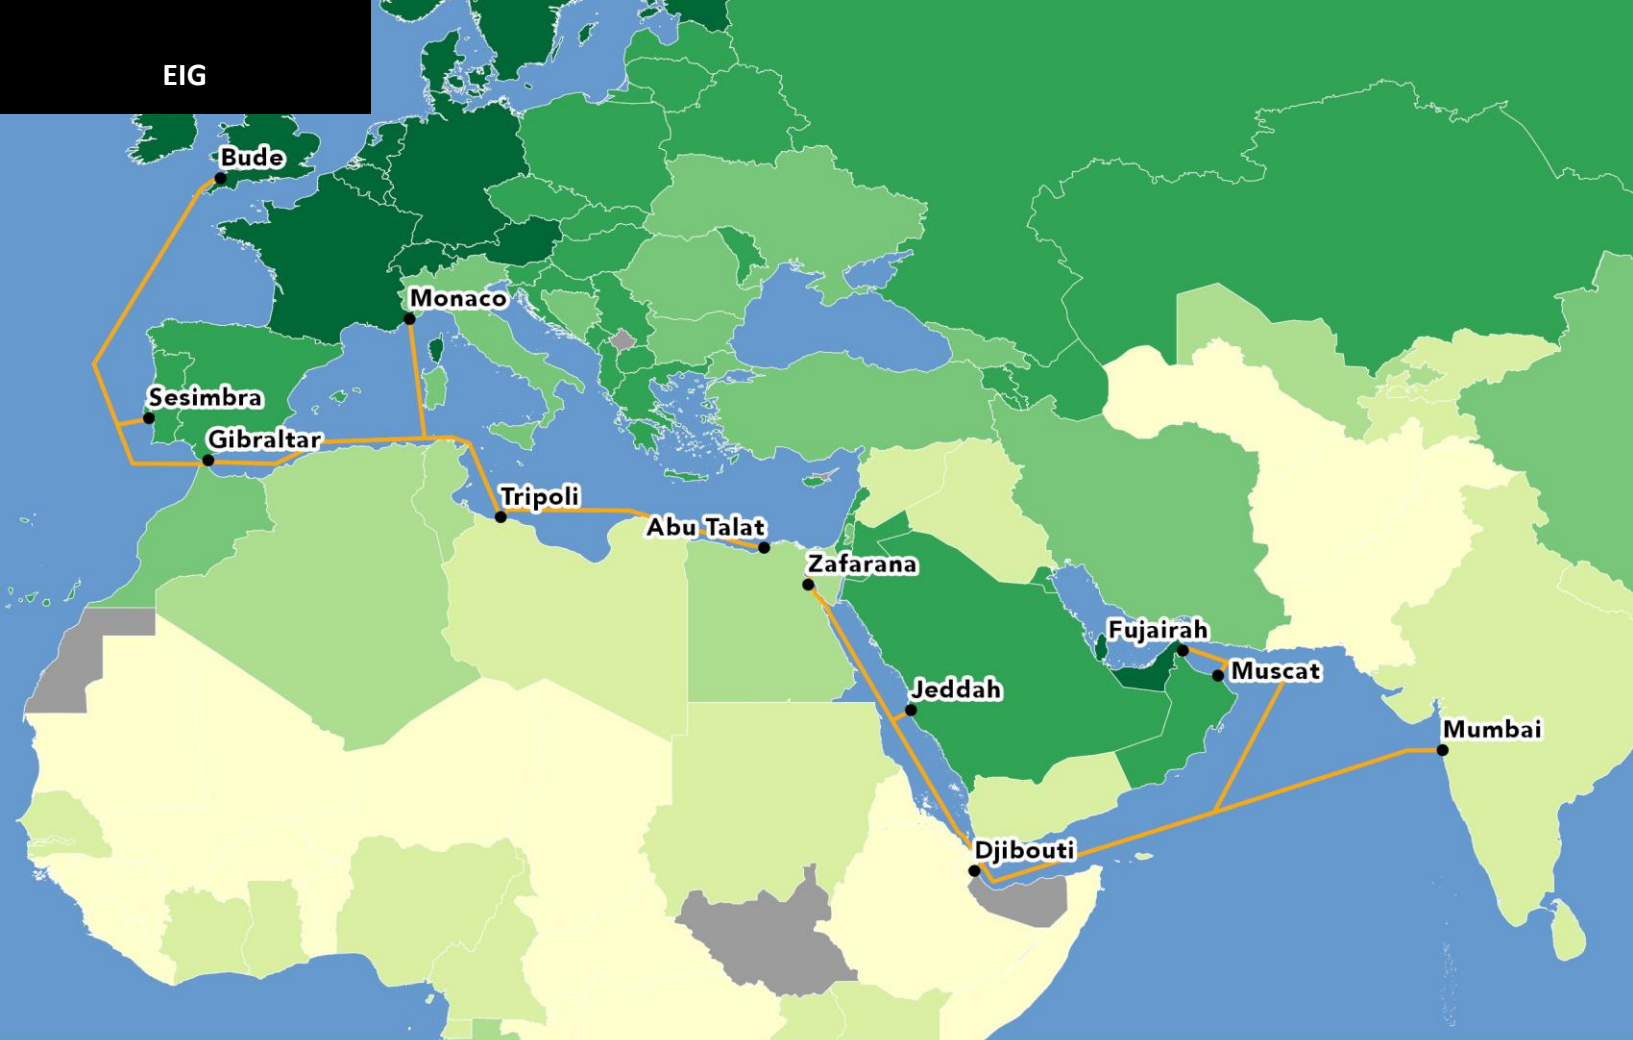 EIG
Bude
Monaco
Sesimbra
Gibraltar
Tripoli
Abu Talat
Zafarana
Fujairah
Muscat
Jeddah
Mumbai
Djibouti